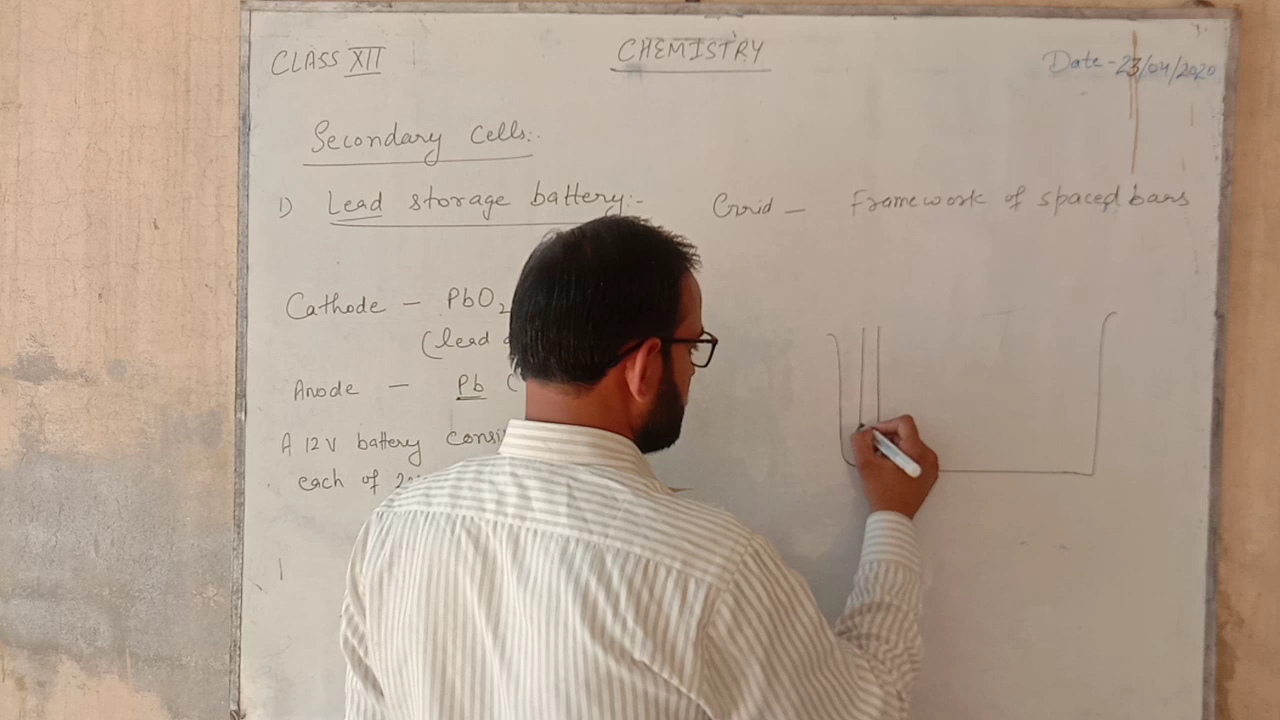 CLASS XII
CHEMISTRY
Date - 23/04/2020
Secondary Cells:.
1) Lead storage battery:-
Grid - Framework of spaced bars
Cathode - PbO2
(lead
Anode - Pb (
A 12V battery
each of